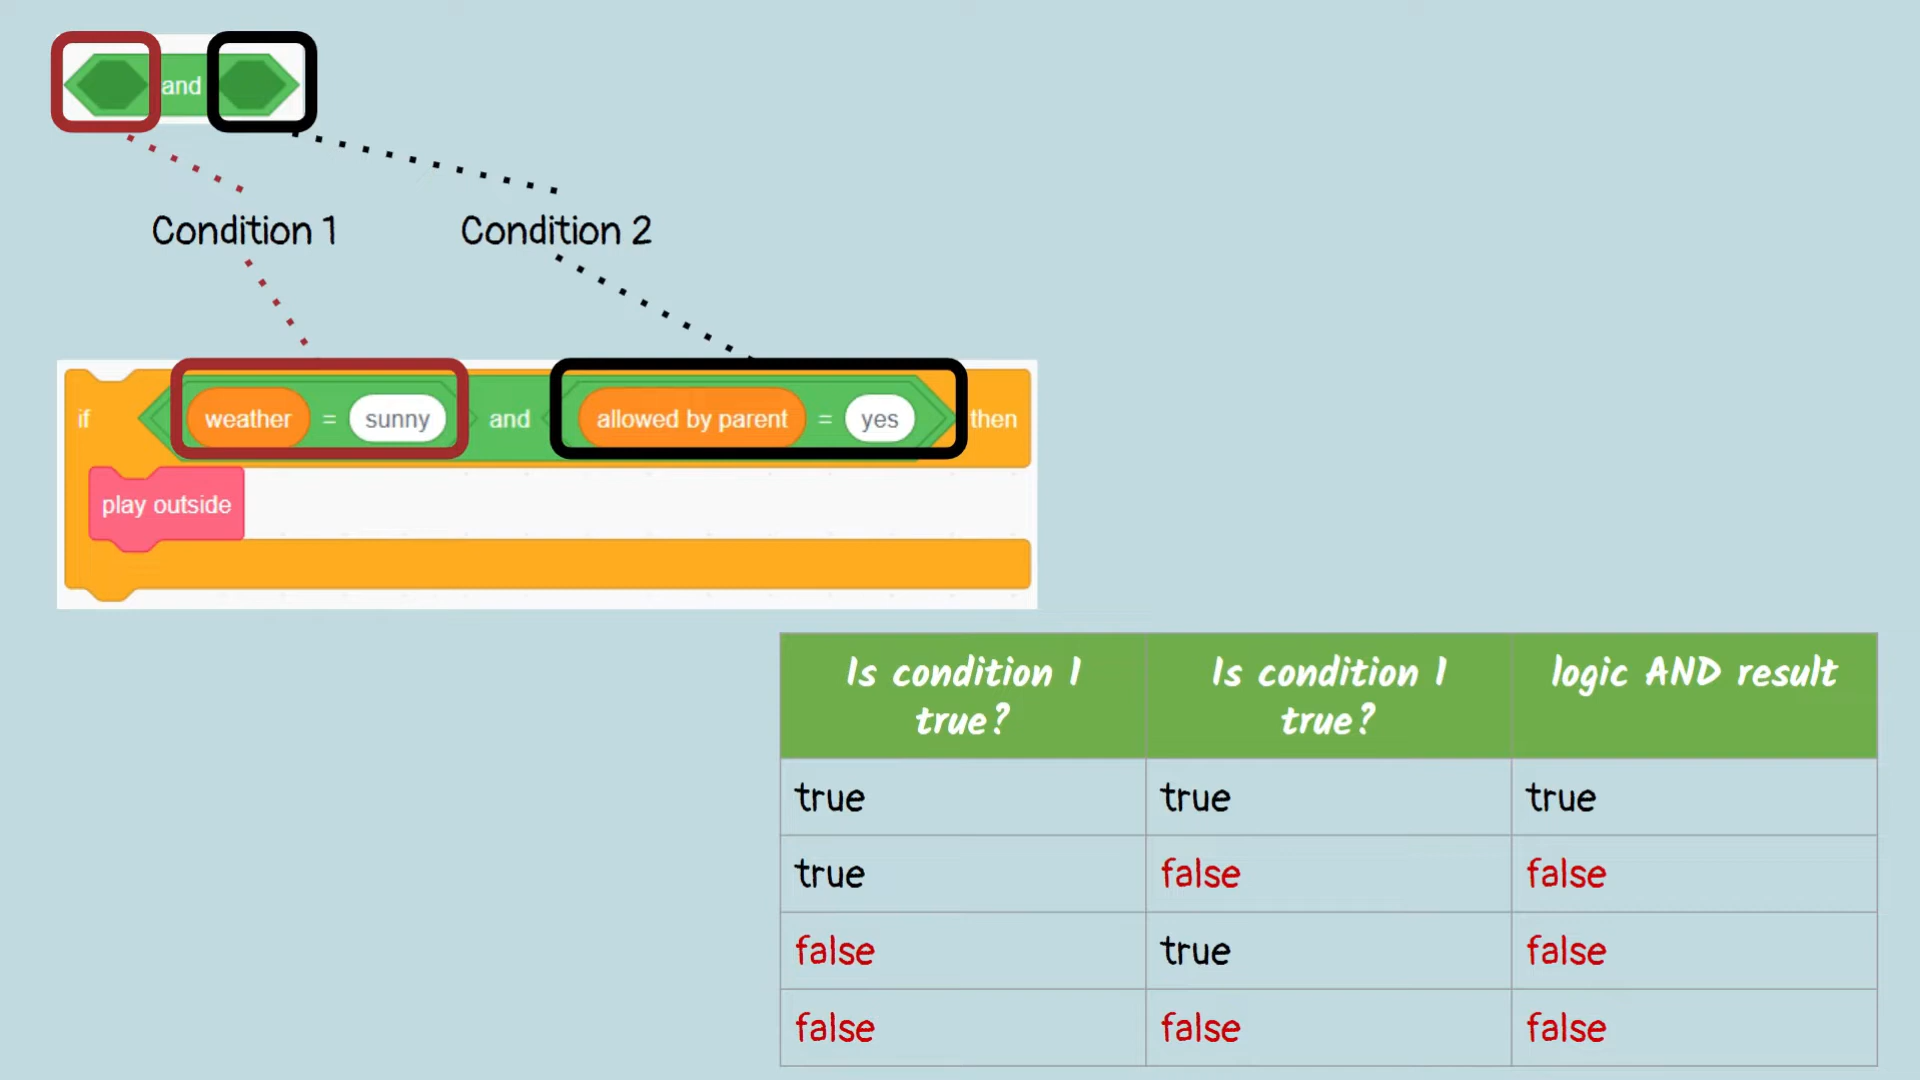 and
Condition 1 Condition 2
if weather = sunny and allowed by parent = yes then
play outside
Is condition 1 true? Is condition 1 true? logic AND result
true true true
true false false
false true false
false false false